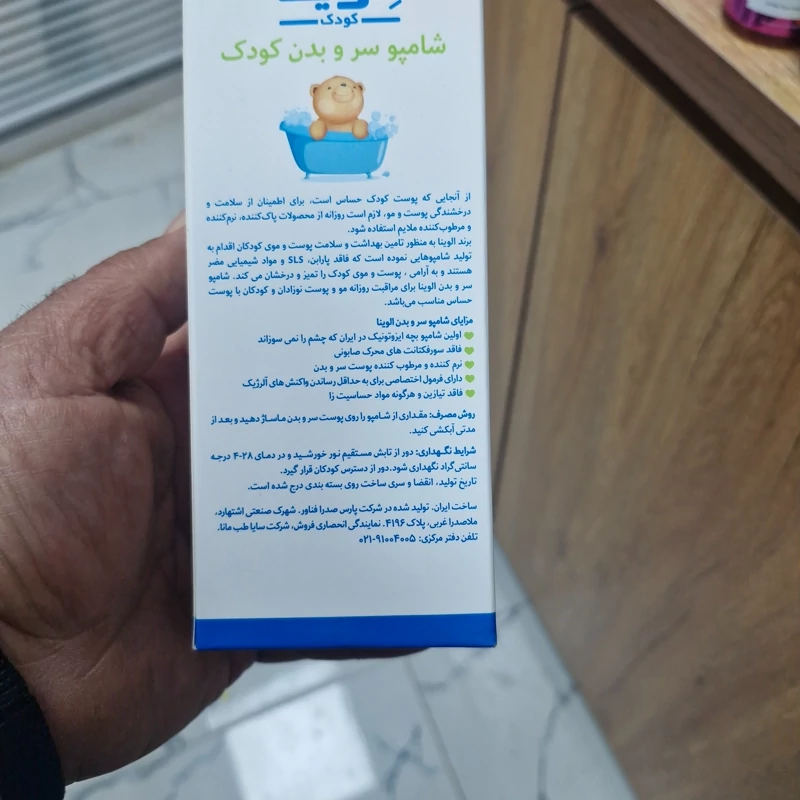 کودک
شامپو سر و بدن کودک
از آنجایی که پوست کودک حساس است، برای اطمینان از سلامت و
درخشندگی پوست و مو، لازم است روزانه از محصولات پاک‌کننده، نرم‌کننده
و مرطوب‌کننده ملایم استفاده شود.
برند الوینا به منظور تامین بهداشت و سلامت پوست و موی کودکان اقدام به
تولید شامپوهایی نموده است که فاقد پارابن، SLS و مواد شیمیایی مضر
هستند و به آرامی ، پوست و موی کودک را تمیز و درخشان می کند. شامپو
سر و بدن الوینا برای مراقبت روزانه مو و پوست نوزادان و کودکان با پوست
حساس مناسب می‌باشد.
مزایای شامپو سر و بدن الوینا
اولین شامپو بچه ایزوتونیک در ایران که چشم را نمی سوزاند
فاقد سورفکتانت های محرک صابونی
نرم کننده و مرطوب کننده پوست سر و بدن
دارای فرمول اختصاصی برای به حداقل رساندن واکنش های آلرژیک
فاقد تیازین و هرگونه مواد حساسیت زا
روش مصرف: مقداری از شامپو را روی پوست سر و بدن ماساژ دهید و بعد از
مدتی آبکشی کنید.
شرایط نگهداری: دور از تابش مستقیم نور خورشید و در دمای ۲۸-۴ درجه
سانتی‌گراد نگهداری شود. دور از دسترس کودکان قرار گیرد.
تاریخ تولید، انقضا و سری ساخت روی بسته بندی درج شده است.
ساخت ایران. تولید شده در شرکت پارس صدرا فناور. شهرک صنعتی اشتهارد،
ملاصدرا غربی، پلاک ۴۱۹۶. نمایندگی انحصاری فروش، شرکت سایا طب مانا.
تلفن دفتر مرکزی: ۹۱۰۰۴۰۰۵-۰۲۱